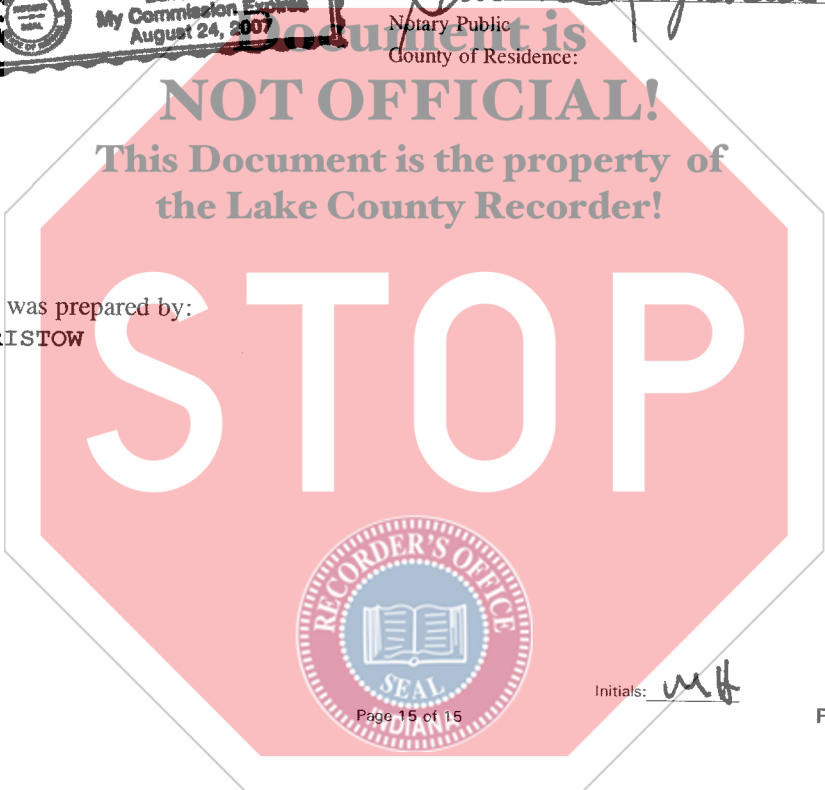 My Commission Expires
August 24, 2007
Notary Public
Document is
County of Residence:
NOT OFFICIAL!
This Document is the property of
the Lake County Recorder!
was prepared by:
RISTOW
STOP
RECORDER'S OFFICE
SEAL
INDIANA
Initials: MH
Page 15 of 15